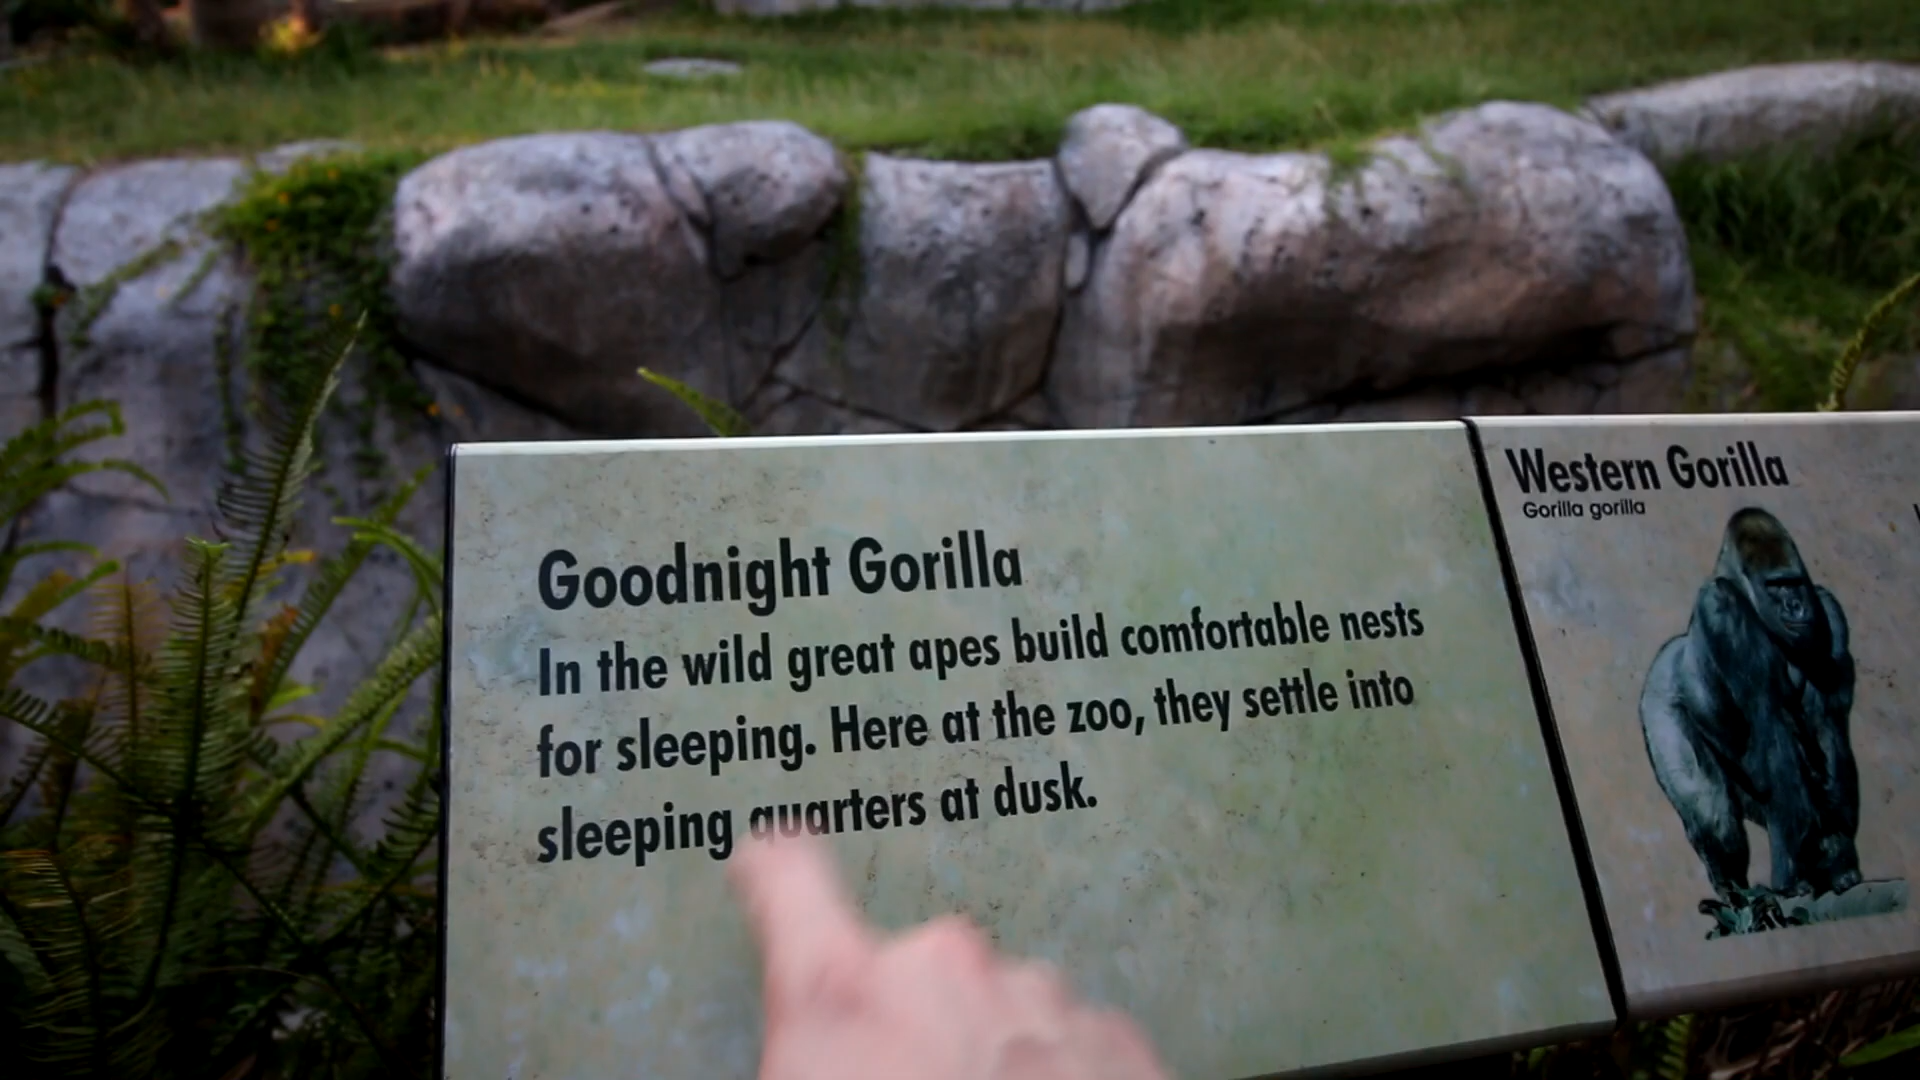 Goodnight Gorilla
In the wild great apes build comfortable nests
for sleeping. Here at the zoo, they settle into
sleeping quarters at dusk.
Western Gorilla
Gorilla gorilla